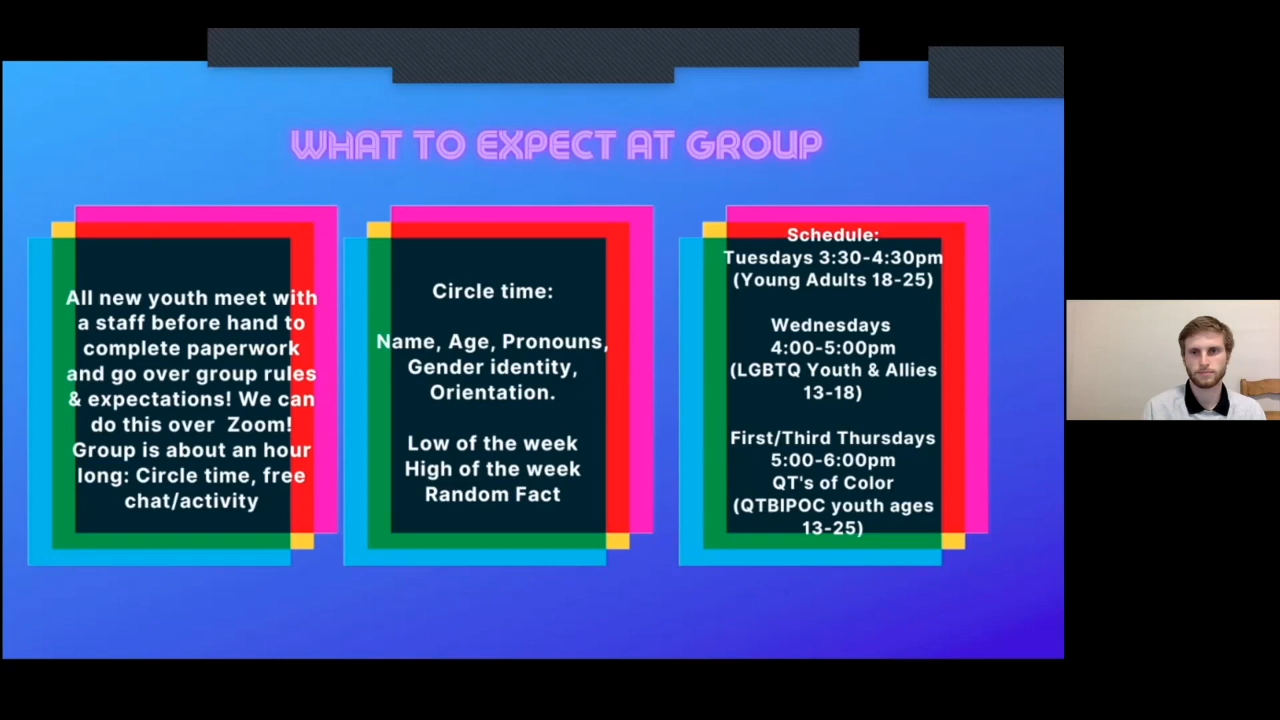 WHAT TO EXPECT AT GROUP
All new youth meet with
a staff before hand to
complete paperwork
and go over group rules
& expectations! We can
do this over Zoom!
Group is about an hour
long: Circle time, free
chat/activity
Circle time:
Name, Age, Pronouns,
Gender identity,
Orientation.
Low of the week
High of the week
Random Fact
Schedule:
Tuesdays 3:30-4:30pm
(Young Adults 18-25)
Wednesdays
4:00-5:00pm
(LGBTQ Youth & Allies
13-18)
First/Third Thursdays
5:00-6:00pm
QT's of Color
(QTBIPOC youth ages
13-25)